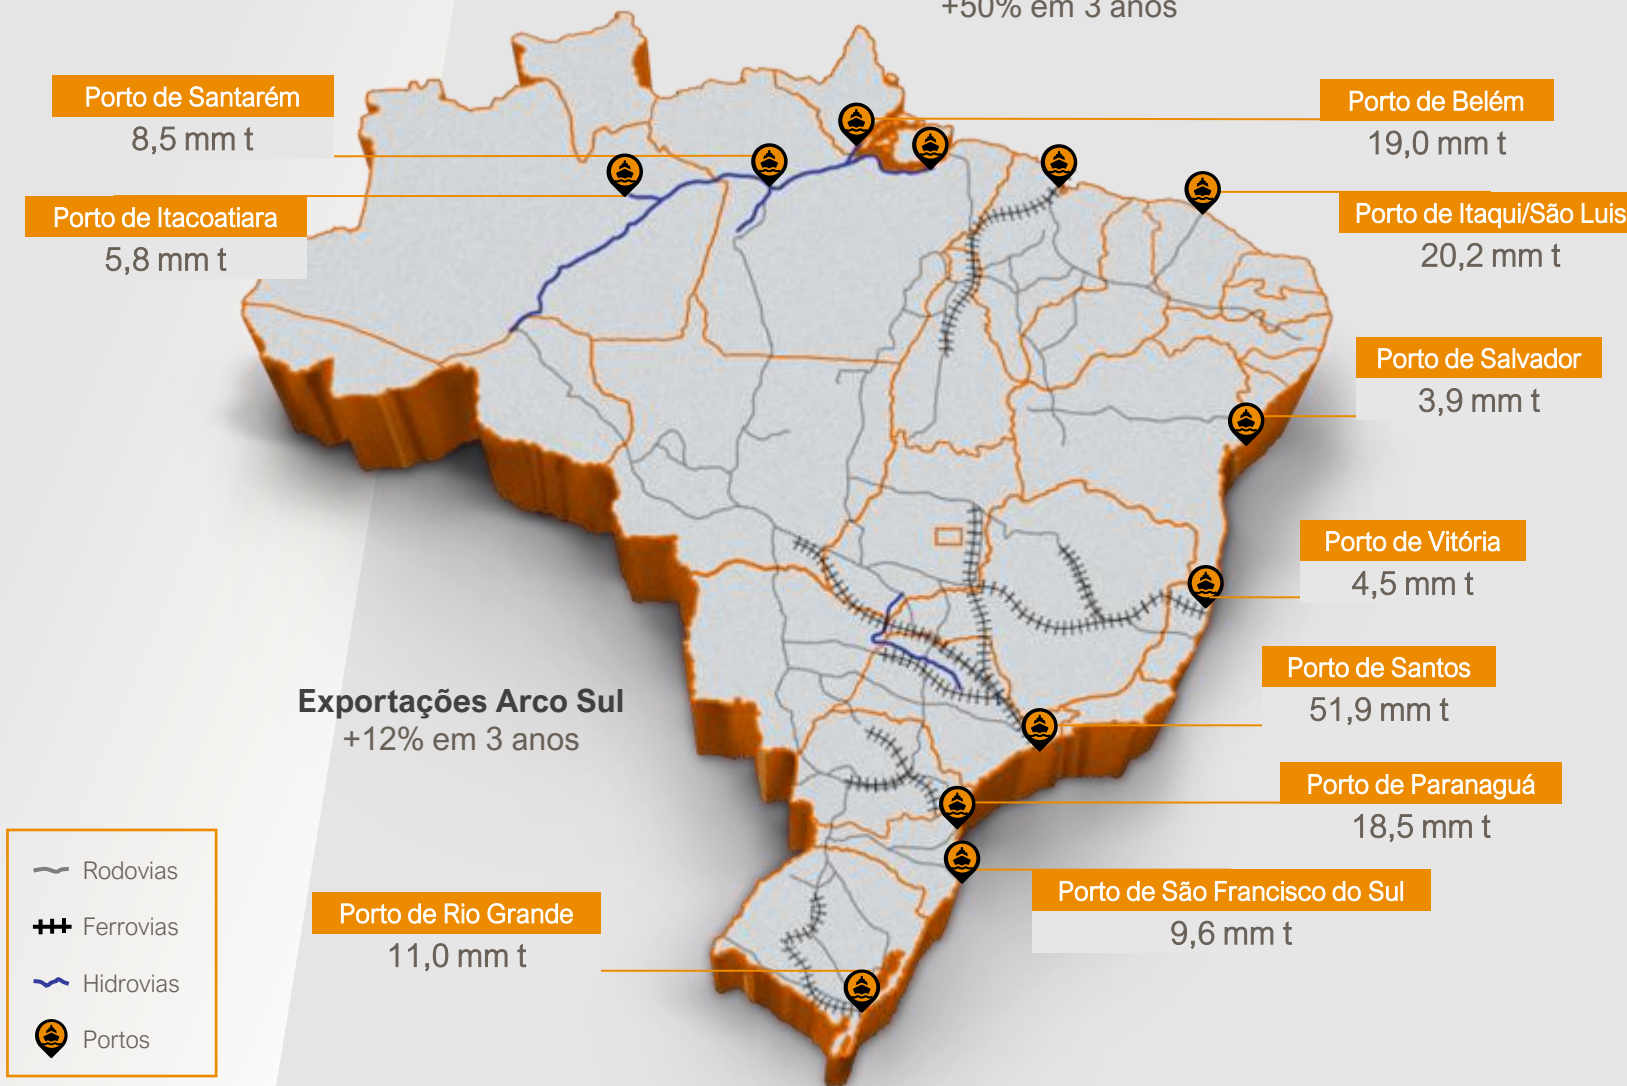 +50% em 3 anos
Porto de Santarém
8,5 mm t
Porto de Belém
19,0 mm t
Porto de Itacoatiara
5,8 mm t
Porto de Itaqui/São Luis
20,2 mm t
Porto de Salvador
3,9 mm t
Porto de Vitória
4,5 mm t
Porto de Santos
51,9 mm t
Exportações Arco Sul
+12% em 3 anos
Porto de Paranaguá
18,5 mm t
Porto de São Francisco do Sul
9,6 mm t
Porto de Rio Grande
11,0 mm t
Rodovias
Ferrovias
Hidrovias
Portos